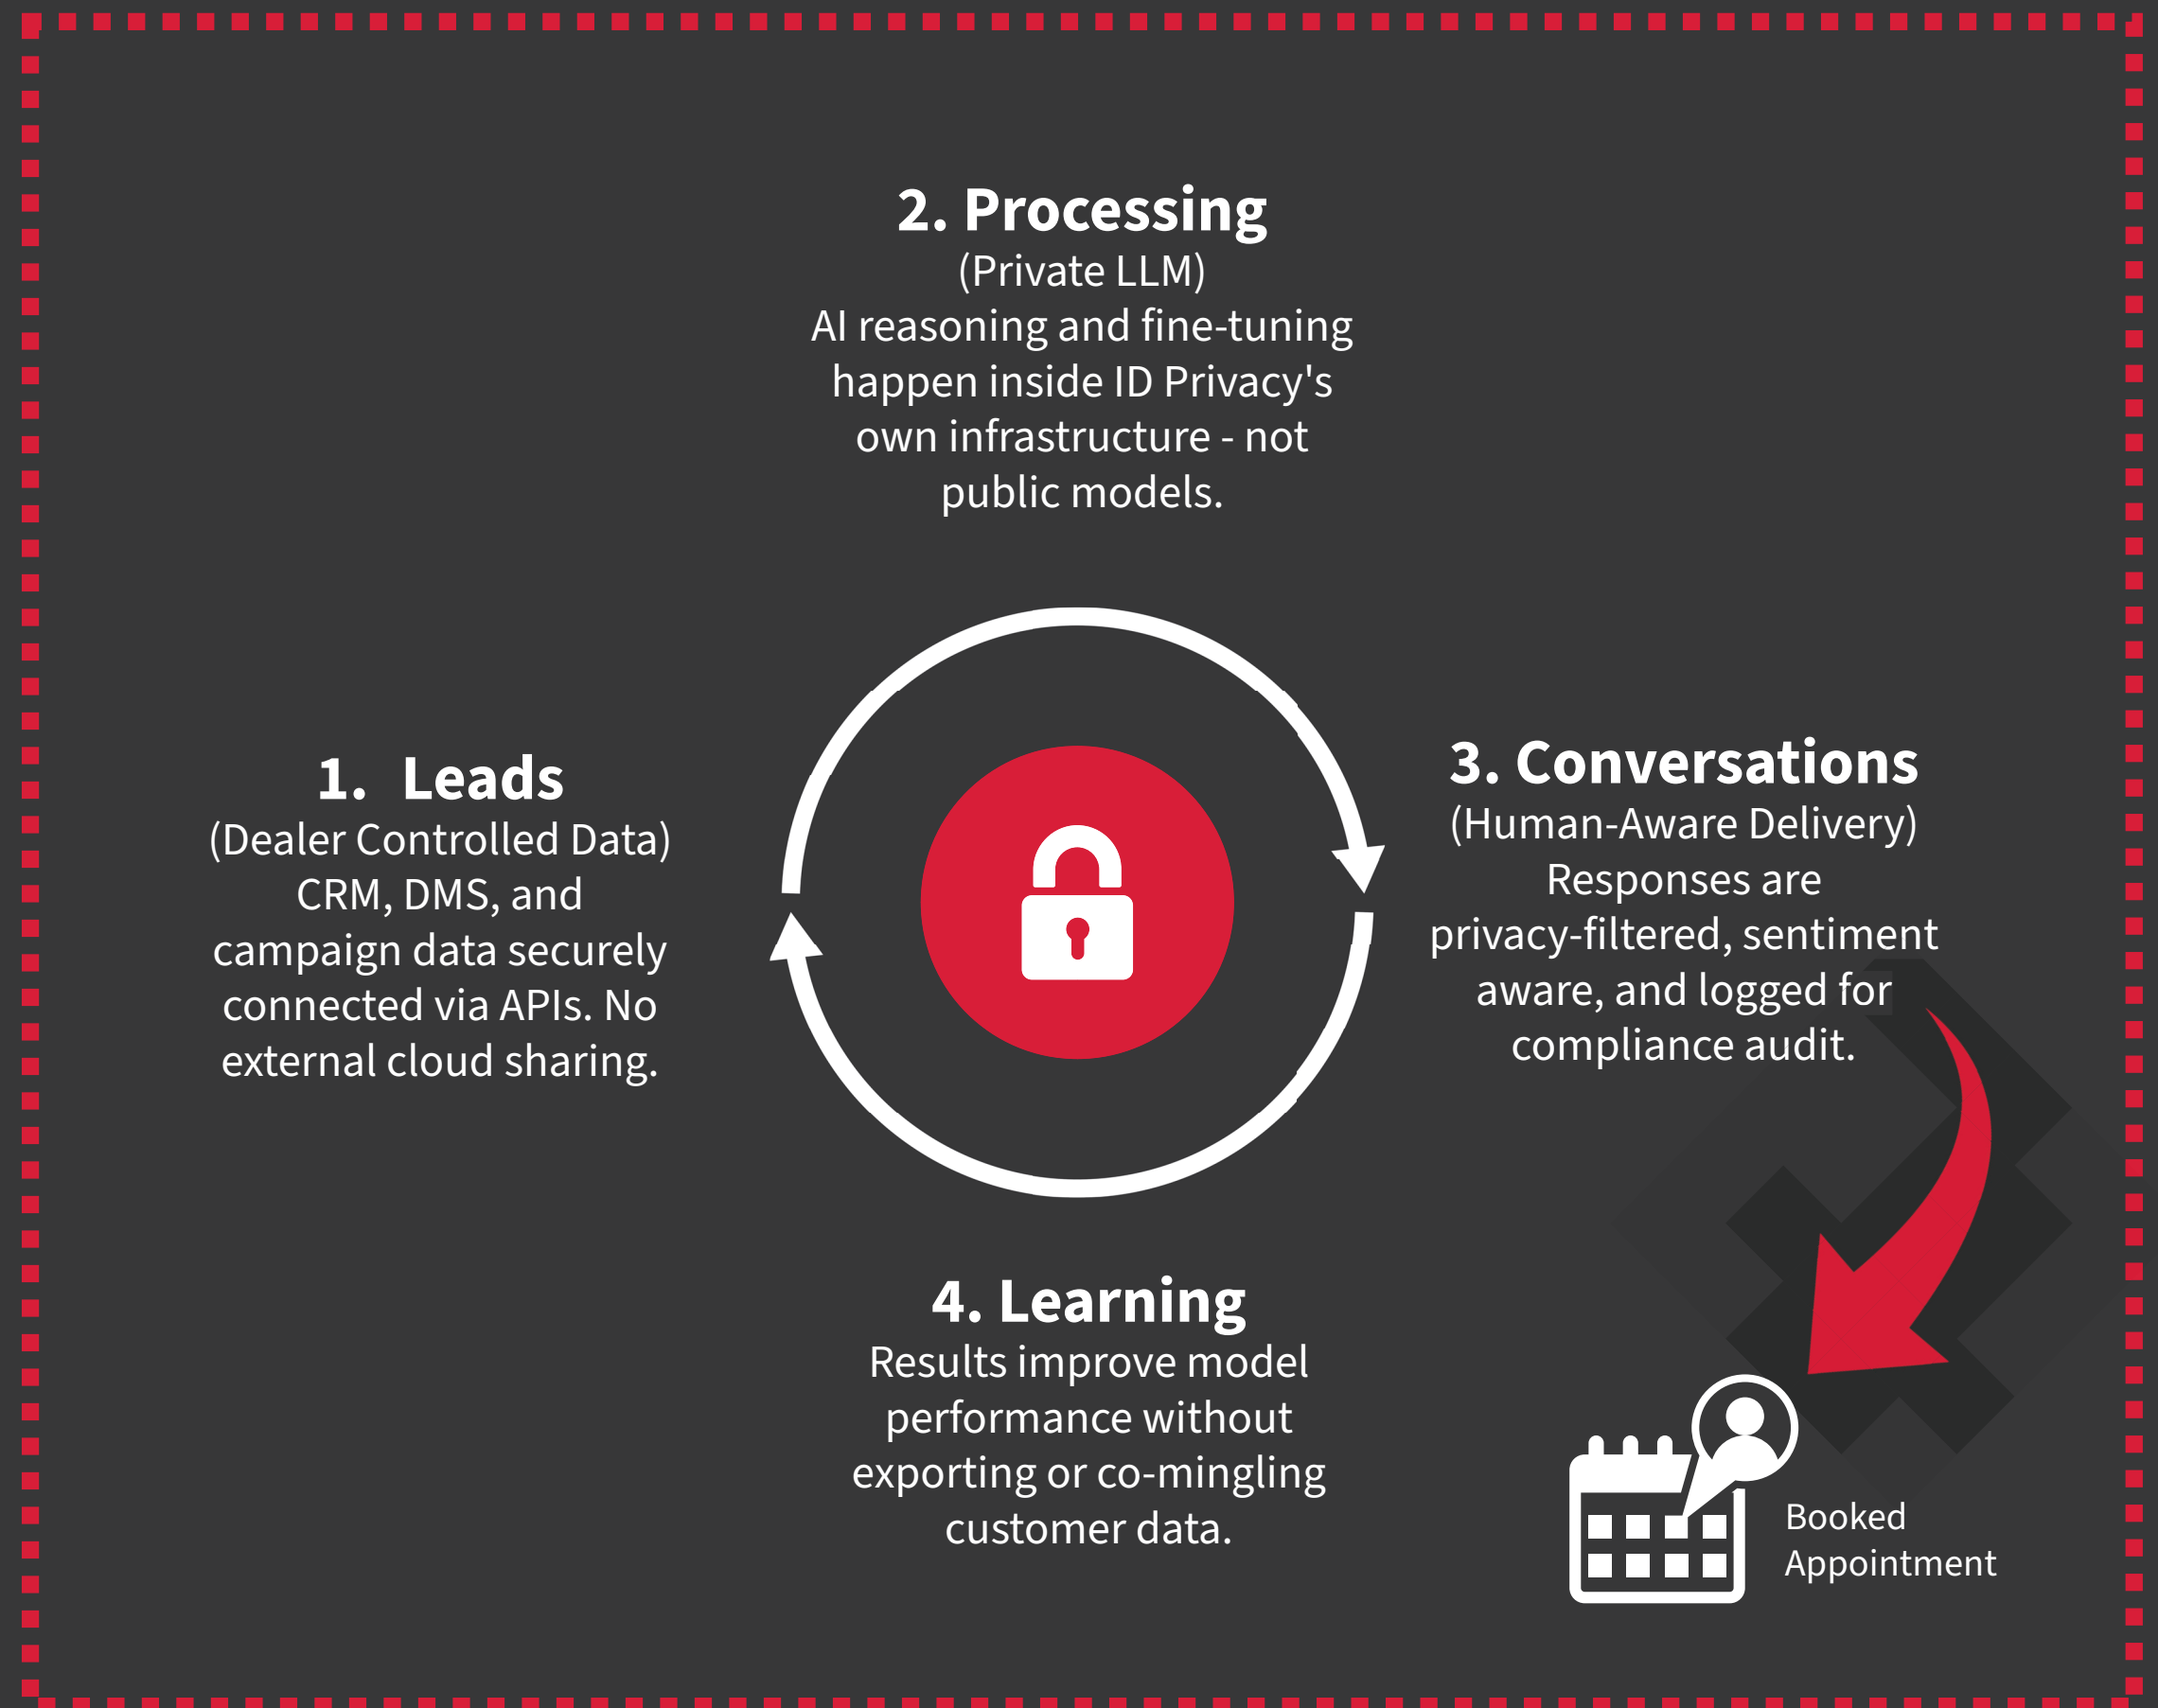 2. Processing
(Private LLM)
AI reasoning and fine-tuning
happen inside ID Privacy's
own infrastructure - not
public models.
1. Leads
(Dealer Controlled Data)
CRM, DMS, and
campaign data securely
connected via APIs. No
external cloud sharing.
3. Conversations
(Human-Aware Delivery)
Responses are
privacy-filtered, sentiment
aware, and logged for
compliance audit.
4. Learning
Results improve model
performance without
exporting or co-mingling
customer data.
Booked
Appointment